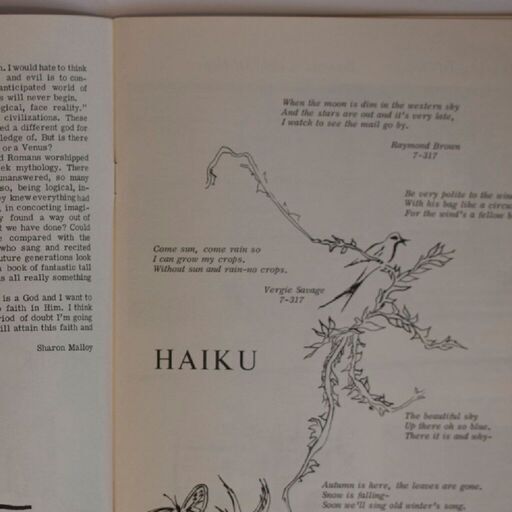 n. I would hate to think
and evil is to con-
anticipated world of
s will never begin.
gical, face reality."
civilizations. These
ed a different god for
ledge of. But is there
or a Venus?
d Romans worshipped
ek mythology. There
nanswered, so many
so, being logical, in-
ey knew everything had
, in concocting imagi-
y found a way out of
t we have done? Could
e compared with the
who sang and recited
uture generations look
a book of fantastic tall
s all really something
is a God and I want to
o faith in Him. I think
riod of doubt I'm going
ill attain this faith and
Sharon Malloy
When the moon is dim in the western sky
And the stars are out and it's very late,
I watch to see the mail go by.
Raymond Brown
7-317
Be very polite to the win
With his bag like a circu
For the wind's a fellow
Come sun, come rain so
I can grow my crops.
Without sun and rain-no crops.
Vergie Savage
7-317
HAIKU
The beautiful sky
Up there oh so blue.
There it is and why-
Autumn is here, the leaves are gone.
Snow is falling-
Soon we'll sing old winter's song.